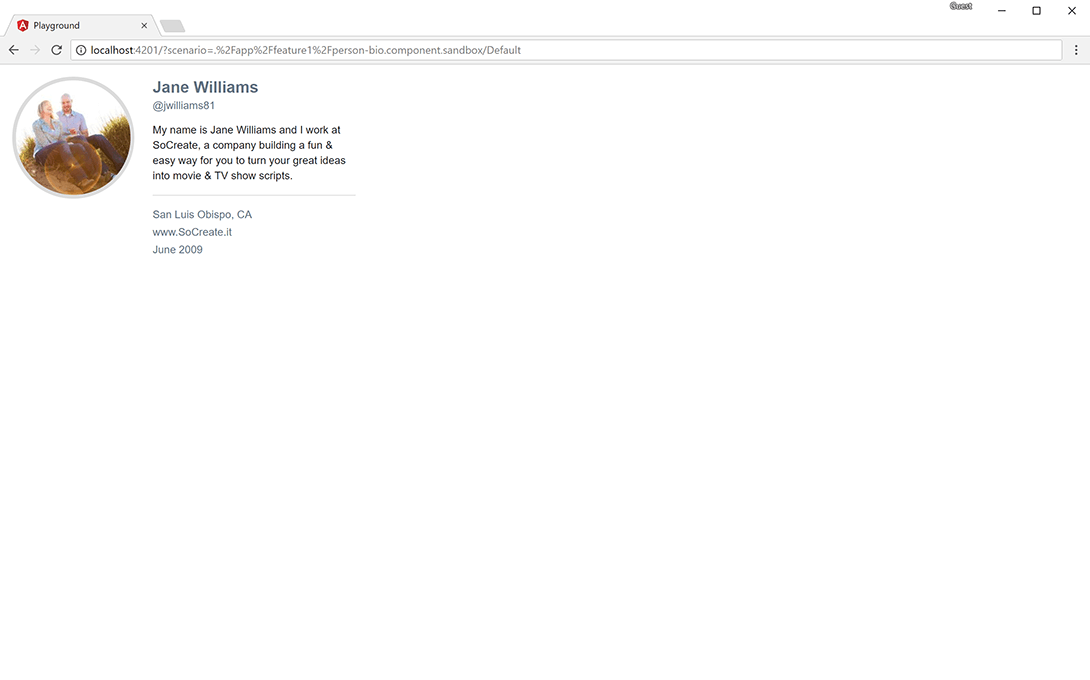 Guest
Playground
localhost:4201/?scenario=.%2Fapp%2Ffeature1%2Fperson-bio.component.sandbox/Default
Jane Williams
@jwilliams81
My name is Jane Williams and I work at
SoCreate, a company building a fun &
easy way for you to turn your great ideas
into movie & TV show scripts.
San Luis Obispo, CA
www.SoCreate.it
June 2009